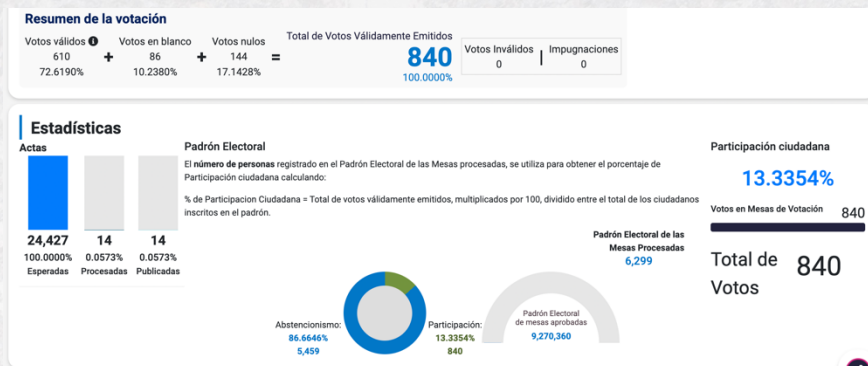 Resumen de la votación
Votos válidos
610
72.6190%
+
Votos en blanco
86
10.2380%
+
Votos nulos
144
17.1428%
=
Total de Votos Válidamente Emitidos
840
100.0000%
Votos Inválidos
0
Impugnaciones
0
Estadísticas
Actas
24,427
100.0000%
Esperadas
14
0.0573%
Procesadas
14
0.0573%
Publicadas
Padrón Electoral
El número de personas registrado en el Padrón Electoral de las Mesas procesadas, se utiliza para obtener el porcentaje de
Participación ciudadana calculando:
% de Participacion Ciudadana = Total de votos válidamente emitidos, multiplicados por 100, dividido entre el total de los ciudadanos
inscritos en el padrón.
Padrón Electoral de las
Mesas Procesadas
6,299
Abstencionismo:
86.6646%
5,459
Participación:
13.3354%
840
Padrón Electoral
de mesas aprobadas
9,270,360
Participación ciudadana
13.3354%
Votos en Mesas de Votación 840
Total de
Votos
840